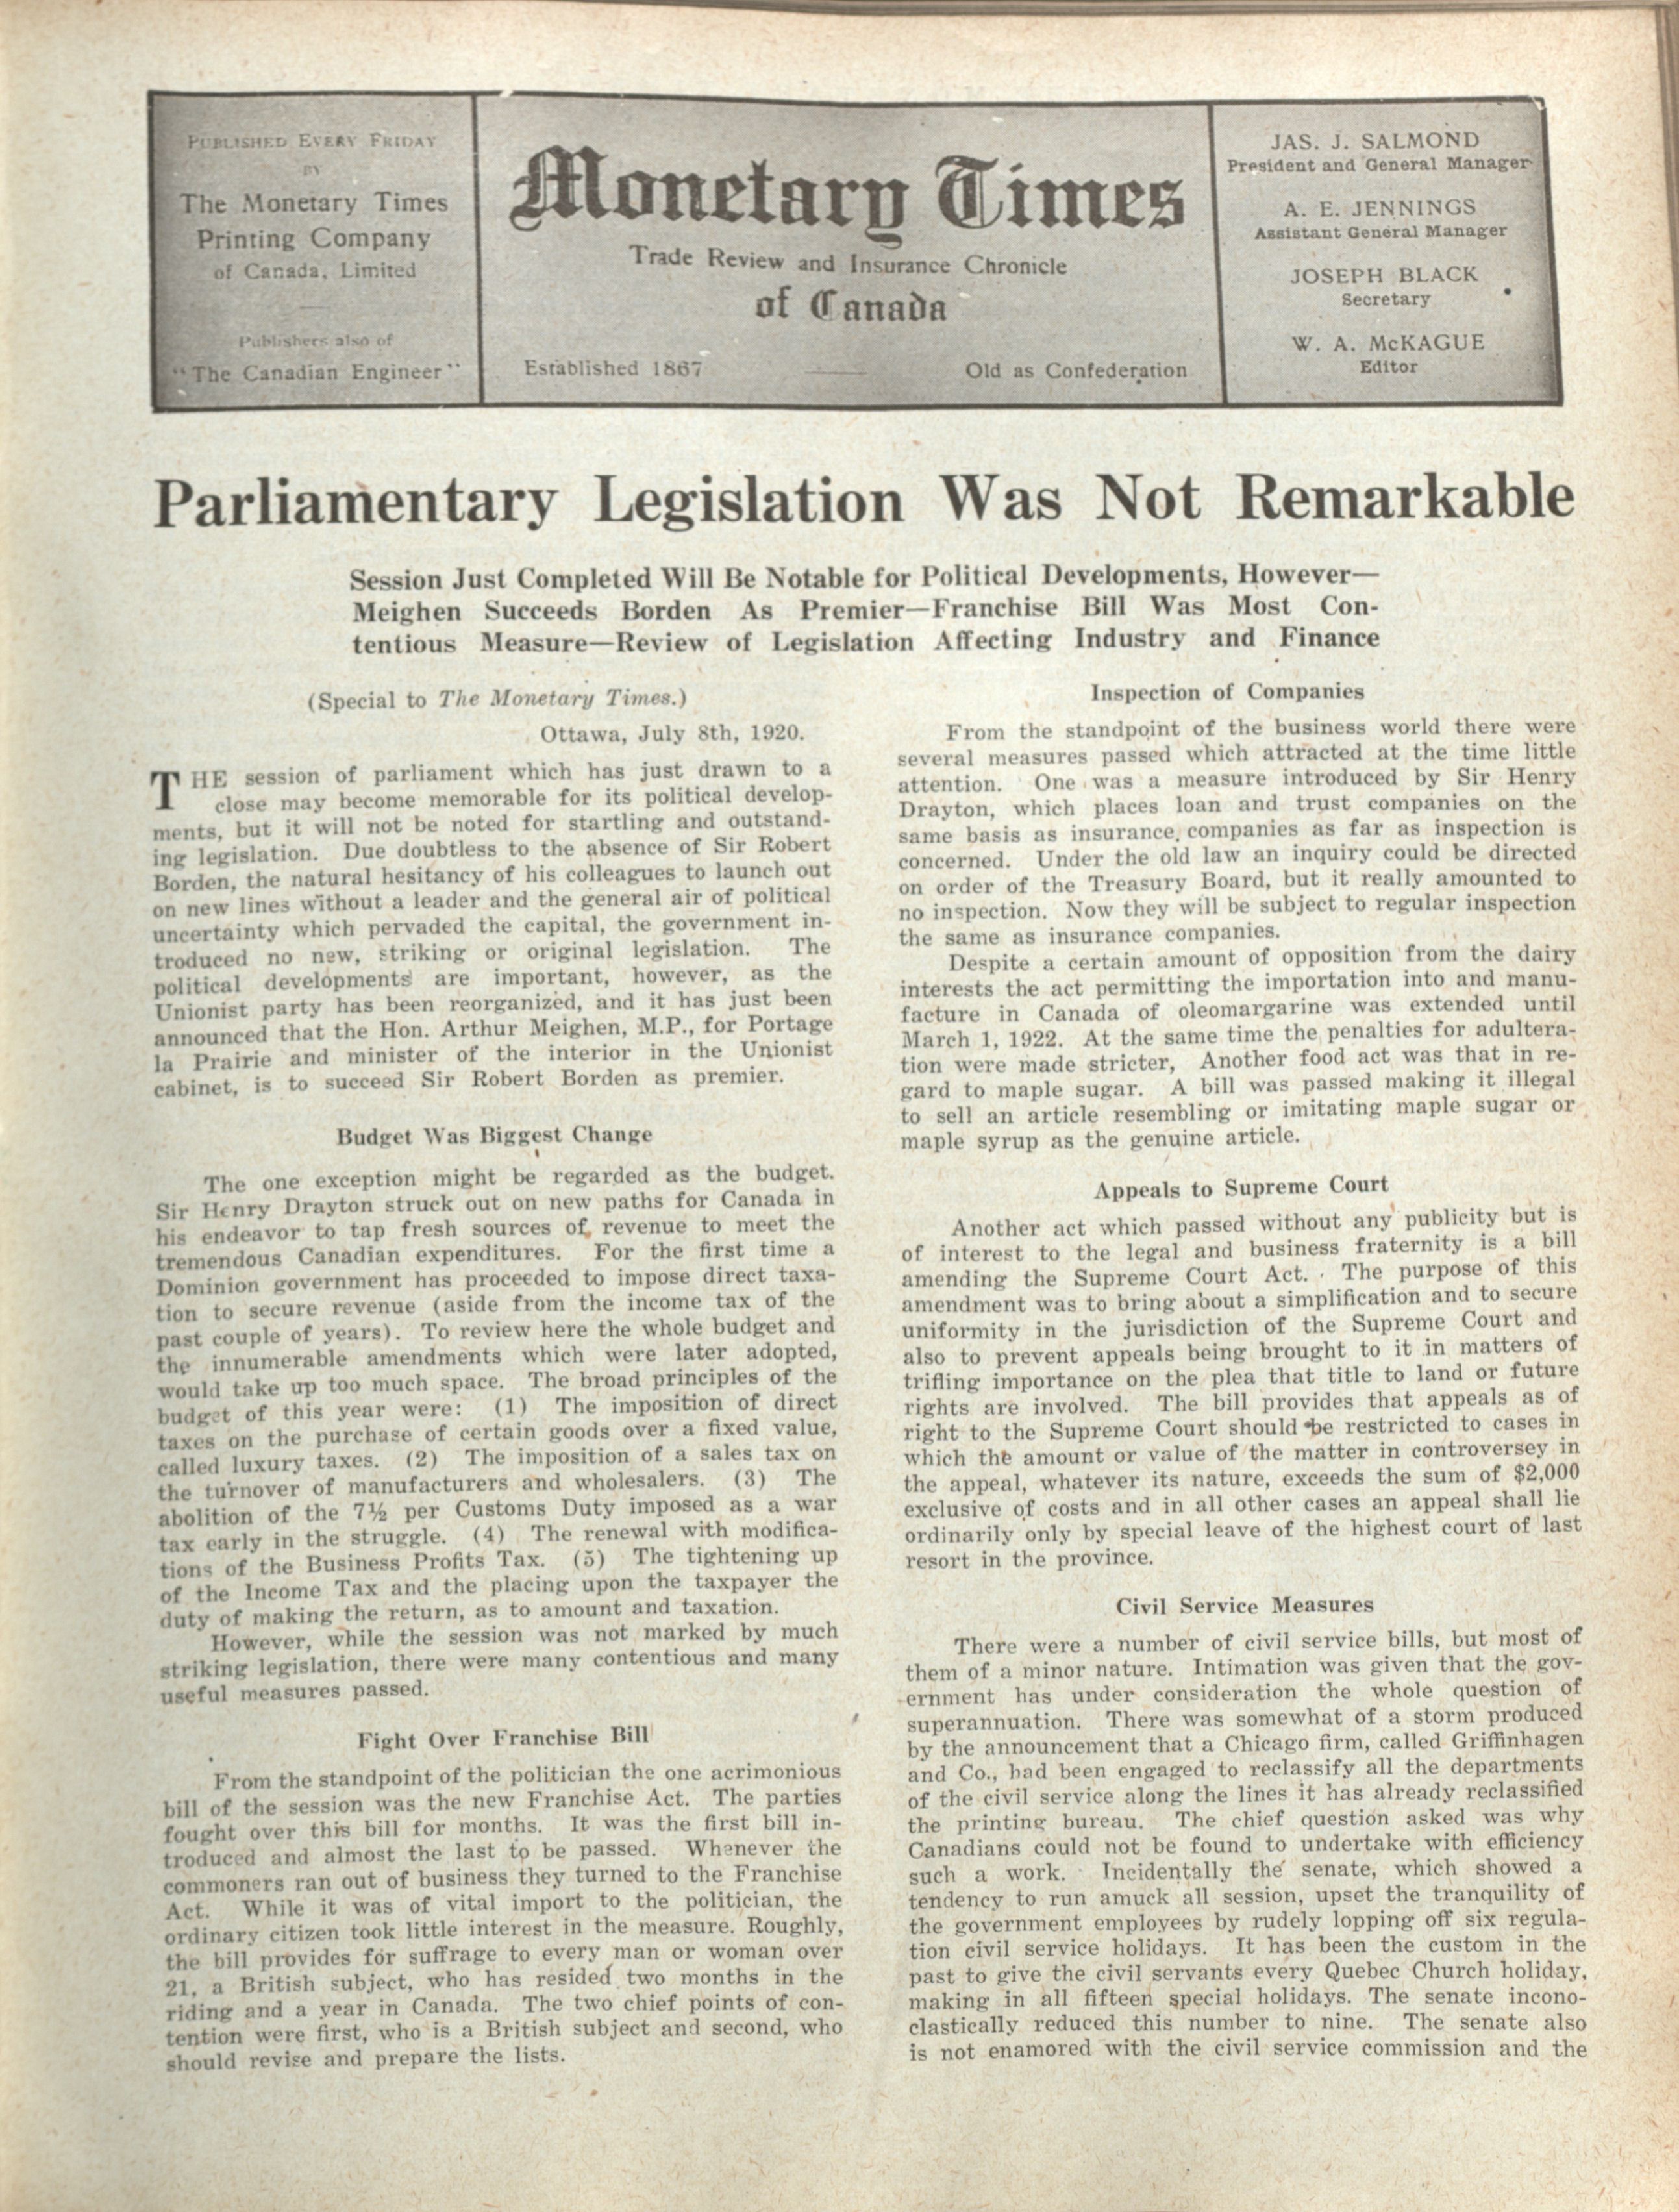 PUBLISHED EVERY FRIDAY
BY
The Monetary Times
Printing Company
of Canada, Limited
Publishers also of
"The Canadian Engineer"
Monetary Times
Trade Review and Insurance Chronicle
of Canada
Established 1867
Old as Confederation
JAS. J. SALMOND
President and General Manager
A. E. JENNINGS
Assistant General Manager
JOSEPH BLACK
Secretary
W. A. McKAGUE
Editor
Parliamentary Legislation Was Not Remarkable
Session Just Completed Will Be Notable for Political Developments, However—
Meighen Succeeds Borden As Premier—Franchise Bill Was Most Con-
tentious Measure—Review of Legislation Affecting Industry and Finance
(Special to The Monetary Times.)
Ottawa, July 8th, 1920.
THE session of parliament which has just drawn to a
close may become memorable for its political develop-
ments, but it will not be noted for startling and outstand-
ing legislation. Due doubtless to the absence of Sir Robert
Borden, the natural hesitancy of his colleagues to launch out
on new lines without a leader and the general air of political
uncertainty which pervaded the capital, the government in-
troduced no new, striking or original legislation. The
political developments are important, however, as the
Unionist party has been reorganized, and it has just been
announced that the Hon. Arthur Meighen, M.P., for Portage
la Prairie and minister of the interior in the Unionist
cabinet, is to succeed Sir Robert Borden as premier.
Budget Was Biggest Change
The one exception might be regarded as the budget.
Sir Henry Drayton struck out on new paths for Canada in
his endeavor to tap fresh sources of revenue to meet the
tremendous Canadian expenditures. For the first time a
Dominion government has proceeded to impose direct taxa-
tion to secure revenue (aside from the income tax of the
past couple of years). To review here the whole budget and
the innumerable amendments which were later adopted,
would take up too much space. The broad principles of the
budget of this year were: (1) The imposition of direct
taxes on the purchase of certain goods over a fixed value,
called luxury taxes. (2) The imposition of a sales tax on
the turnover of manufacturers and wholesalers. (3) The
abolition of the 7½ per Customs Duty imposed as a war
tax early in the struggle. (4) The renewal with modifica-
tions of the Business Profits Tax. (5) The tightening up
of the Income Tax and the placing upon the taxpayer the
duty of making the return, as to amount and taxation.
However, while the session was not marked by much
striking legislation, there were many contentious and many
useful measures passed.
Fight Over Franchise Bill
From the standpoint of the politician the one acrimonious
bill of the session was the new Franchise Act. The parties
fought over this bill for months. It was the first bill in-
troduced and almost the last to be passed. Whenever the
commoners ran out of business they turned to the Franchise
Act. While it was of vital import to the politician, the
ordinary citizen took little interest in the measure. Roughly,
the bill provides for suffrage to every man or woman over
21, a British subject, who has resided two months in the
riding and a year in Canada. The two chief points of con-
tention were first, who is a British subject and second, who
should revise and prepare the lists.
Inspection of Companies
From the standpoint of the business world there were
several measures passed which attracted at the time little
attention. One was a measure introduced by Sir Henry
Drayton, which places loan and trust companies on the
same basis as insurance companies as far as inspection is
concerned. Under the old law an inquiry could be directed
on order of the Treasury Board, but it really amounted to
no inspection. Now they will be subject to regular inspection
the same as insurance companies.
Despite a certain amount of opposition from the dairy
interests the act permitting the importation into and manu-
facture in Canada of oleomargarine was extended until
March 1, 1922. At the same time the penalties for adultera-
tion were made stricter, Another food act was that in re-
gard to maple sugar. A bill was passed making it illegal
to sell an article resembling or imitating maple sugar or
maple syrup as the genuine article.
Appeals to Supreme Court
Another act which passed without any publicity but is
of interest to the legal and business fraternity is a bill
amending the Supreme Court Act. The purpose of this
amendment was to bring about a simplification and to secure
uniformity in the jurisdiction of the Supreme Court and
also to prevent appeals being brought to it in matters of
trifling importance on the plea that title to land or future
rights are involved. The bill provides that appeals as of
right to the Supreme Court should be restricted to cases in
which the amount or value of the matter in controversey in
the appeal, whatever its nature, exceeds the sum of $2,000
exclusive of costs and in all other cases an appeal shall lie
ordinarily only by special leave of the highest court of last
resort in the province.
Civil Service Measures
There were a number of civil service bills, but most of
them of a minor nature. Intimation was given that the gov-
ernment has under consideration the whole question of
superannuation. There was somewhat of a storm produced
by the announcement that a Chicago firm, called Griffinhagen
and Co., had been engaged to reclassify all the departments
of the civil service along the lines it has already reclassified
the printing bureau. The chief question asked was why
Canadians could not be found to undertake with efficiency
such a work. Incidentally the senate, which showed a
tendency to run amuck all session, upset the tranquility of
the government employees by rudely lopping off six regula-
tion civil service holidays. It has been the custom in the
past to give the civil servants every Quebec Church holiday,
making in all fifteen special holidays. The senate incono-
clastically reduced this number to nine. The senate also
is not enamored with the civil service commission and the